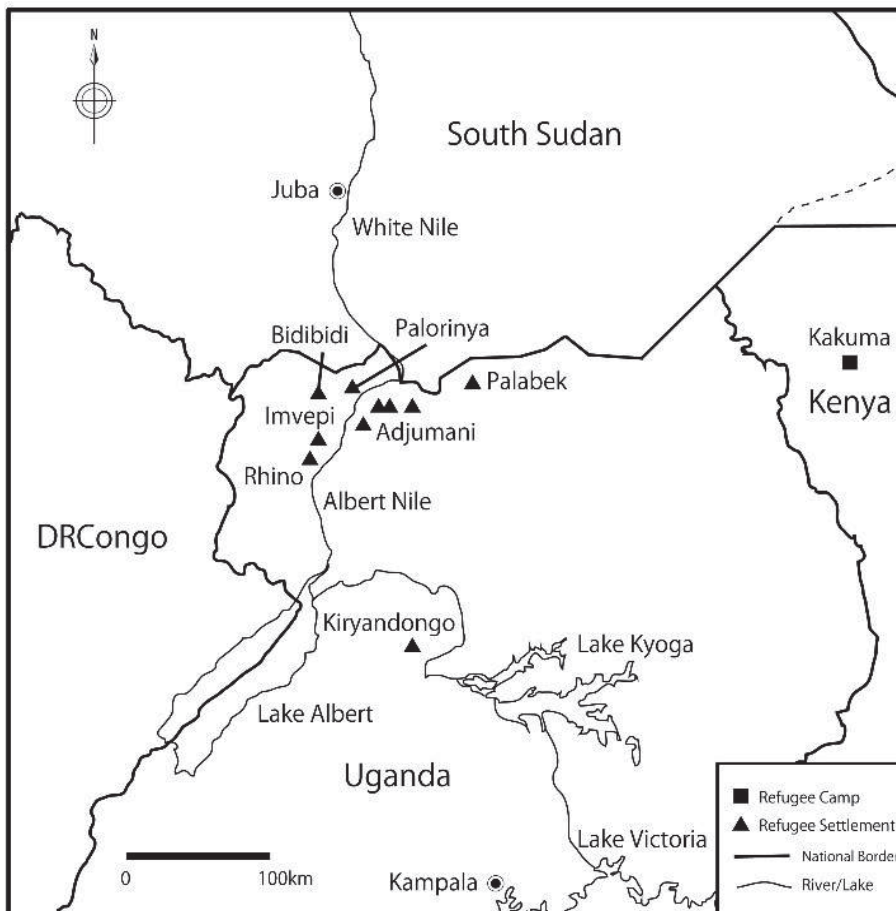 N
South Sudan
Juba
White Nile
Bidibidi
Palorinya
Kakuma
Palabek
Kenya
Imvepi
Adjumani
Rhino
Albert Nile
DRCongo
Kiryandongo
Lake Kyoga
Lake Albert
Uganda
Refugee Camp
Refugee Settlement
Lake Victoria
National Border
River/Lake
0
100km
Kampala